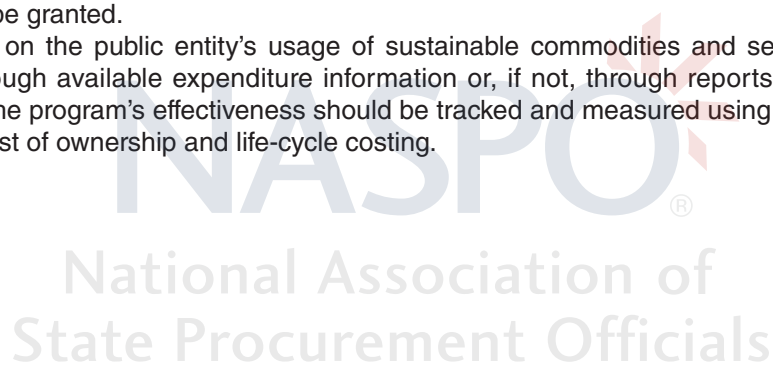 be granted.
on the public entity’s usage of sustainable commodities and se
ugh available expenditure information or, if not, through reports
ne program’s effectiveness should be tracked and measured using
st of ownership and life-cycle costing.
NASPO®
National Association of
State Procurement Officials